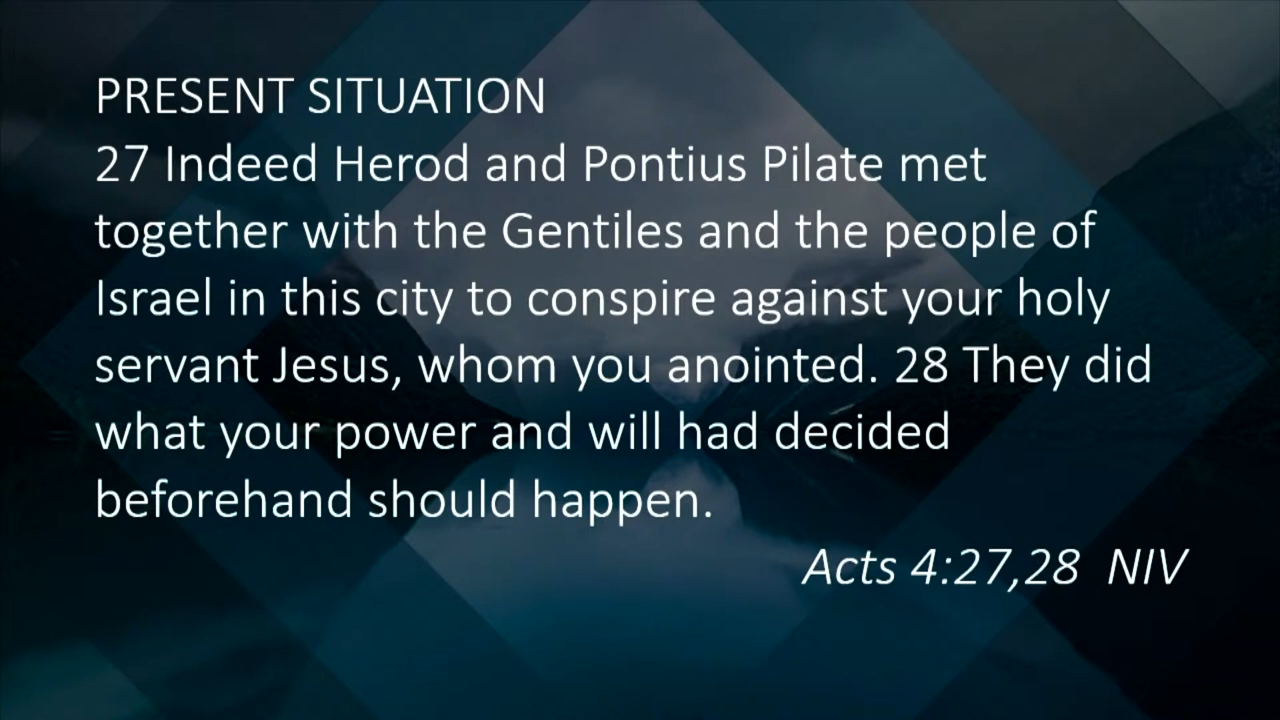 PRESENT SITUATION
27 Indeed Herod and Pontius Pilate met
together with the Gentiles and the people of
Israel in this city to conspire against your holy
servant Jesus, whom you anointed. 28 They did
what your power and will had decided
beforehand should happen.
Acts 4:27,28 NIV